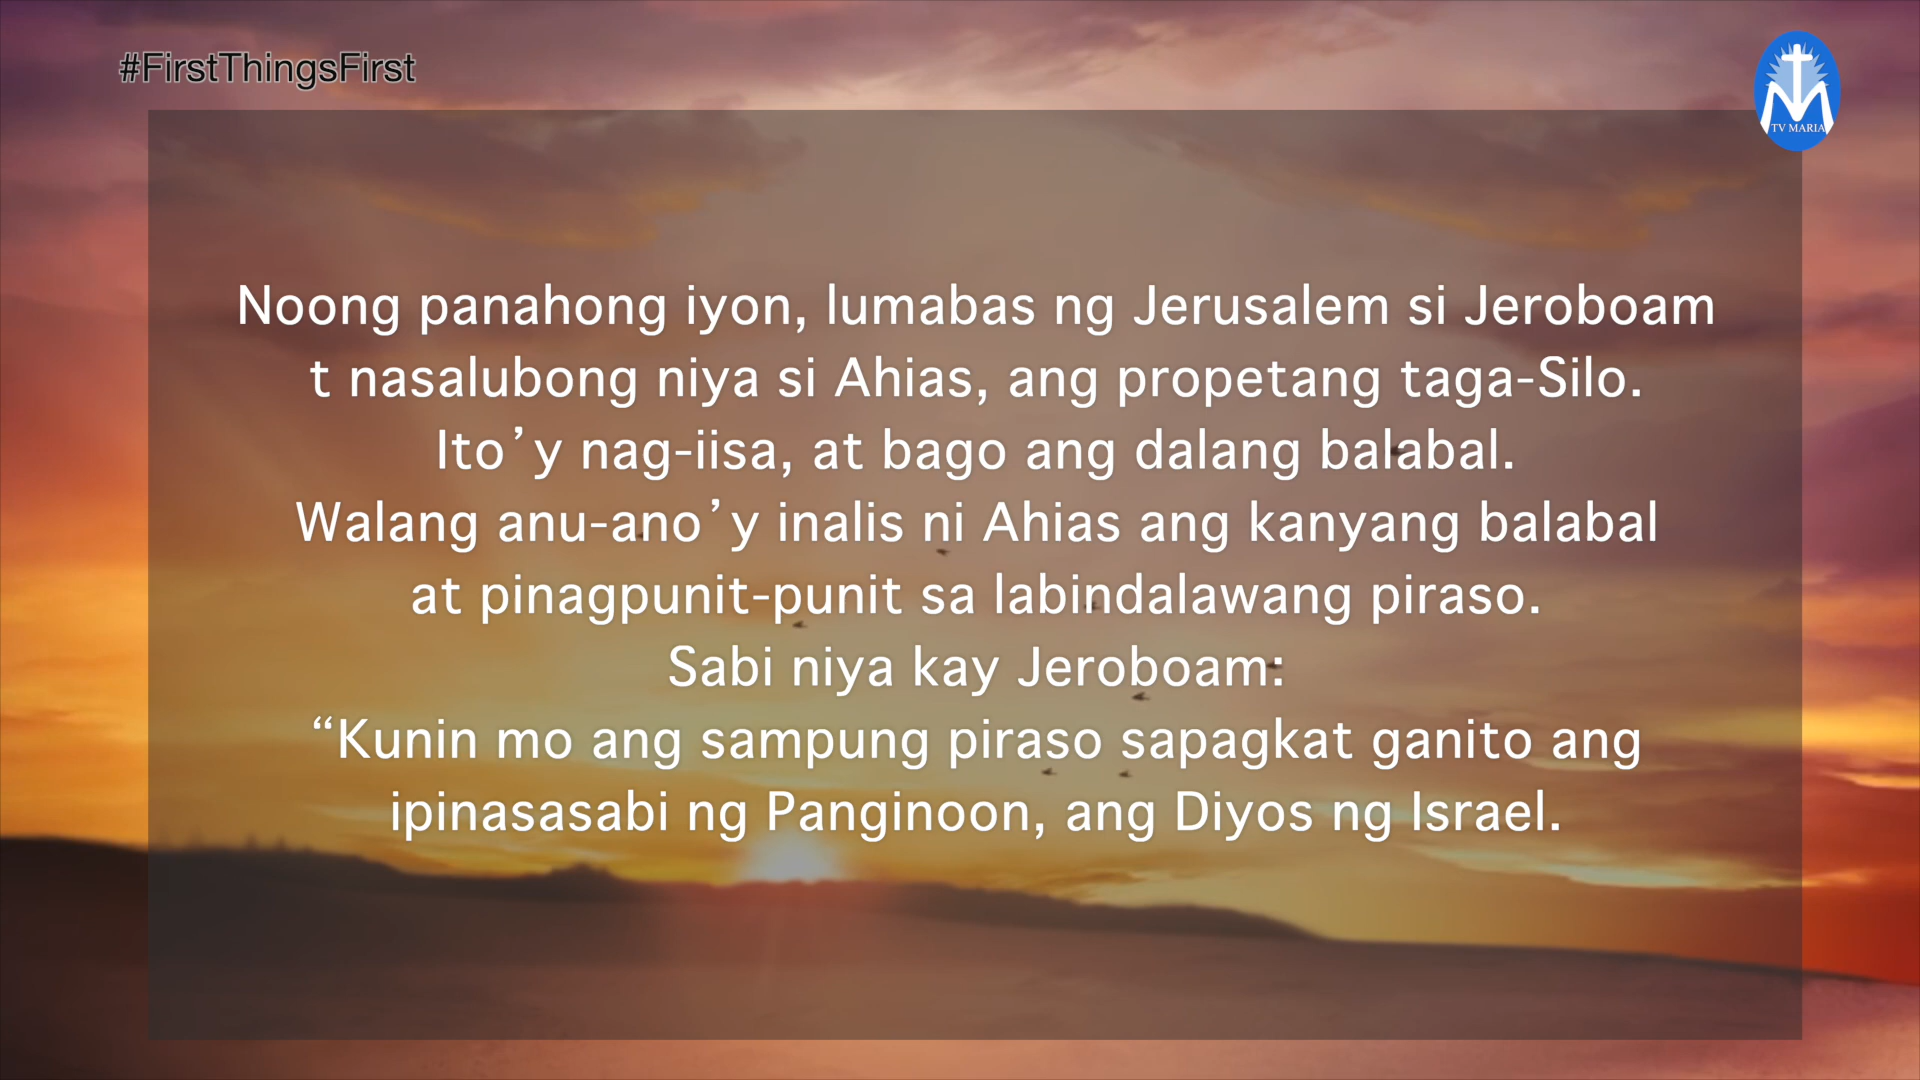 #FirstThingsFirst
TV MARIA
Noong panahong iyon, lumabas ng Jerusalem si Jeroboam
t nasalubong niya si Ahias, ang propetang taga-Silo.
Ito’y nag-iisa, at bago ang dalang balabal.
Walang anu-ano’y inalis ni Ahias ang kanyang balabal
at pinagpunit-punit sa labindalawang piraso.
Sabi niya kay Jeroboam:
“Kunin mo ang sampung piraso sapagkat ganito ang
ipinasasabi ng Panginoon, ang Diyos ng Israel.